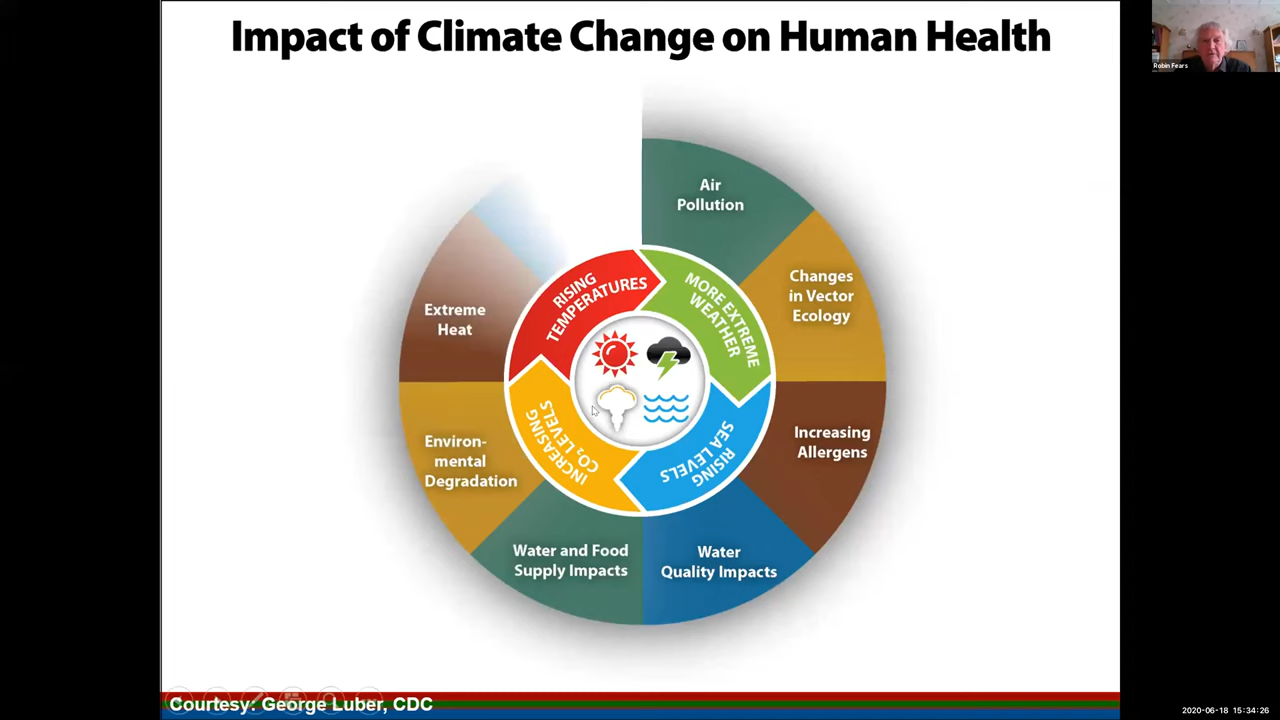 Impact of Climate Change on Human Health
Robin Fears
Air
Pollution
Changes
in Vector
Ecology
Increasing
Allergens
Water
Quality Impacts
Water and Food
Supply Impacts
Environ-
mental
Degradation
Extreme
Heat
RISING
TEMPERATURES
MORE EXTREME
WEATHER
RISING
SEA LEVELS
INCREASING
CO₂ LEVELS
Courtesy: George Luber, CDC
2020-06-18 15:34:26